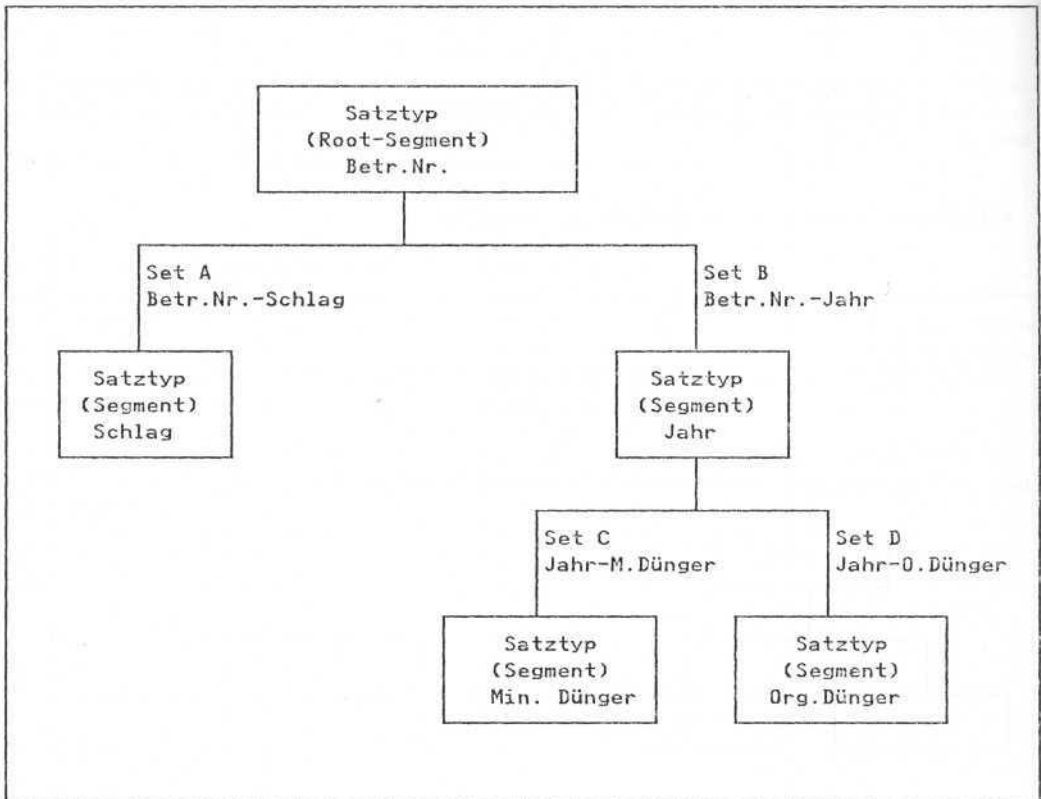 Satztyp
(Root-Segment)
Betr.Nr.
Set A
Betr.Nr.-Schlag
Set B
Betr.Nr.-Jahr
Satztyp
(Segment)
Schlag
Satztyp
(Segment)
Jahr
Set C
Jahr-M.Dünger
Set D
Jahr-O.Dünger
Satztyp
(Segment)
Min. Dünger
Satztyp
(Segment)
Org.Dünger